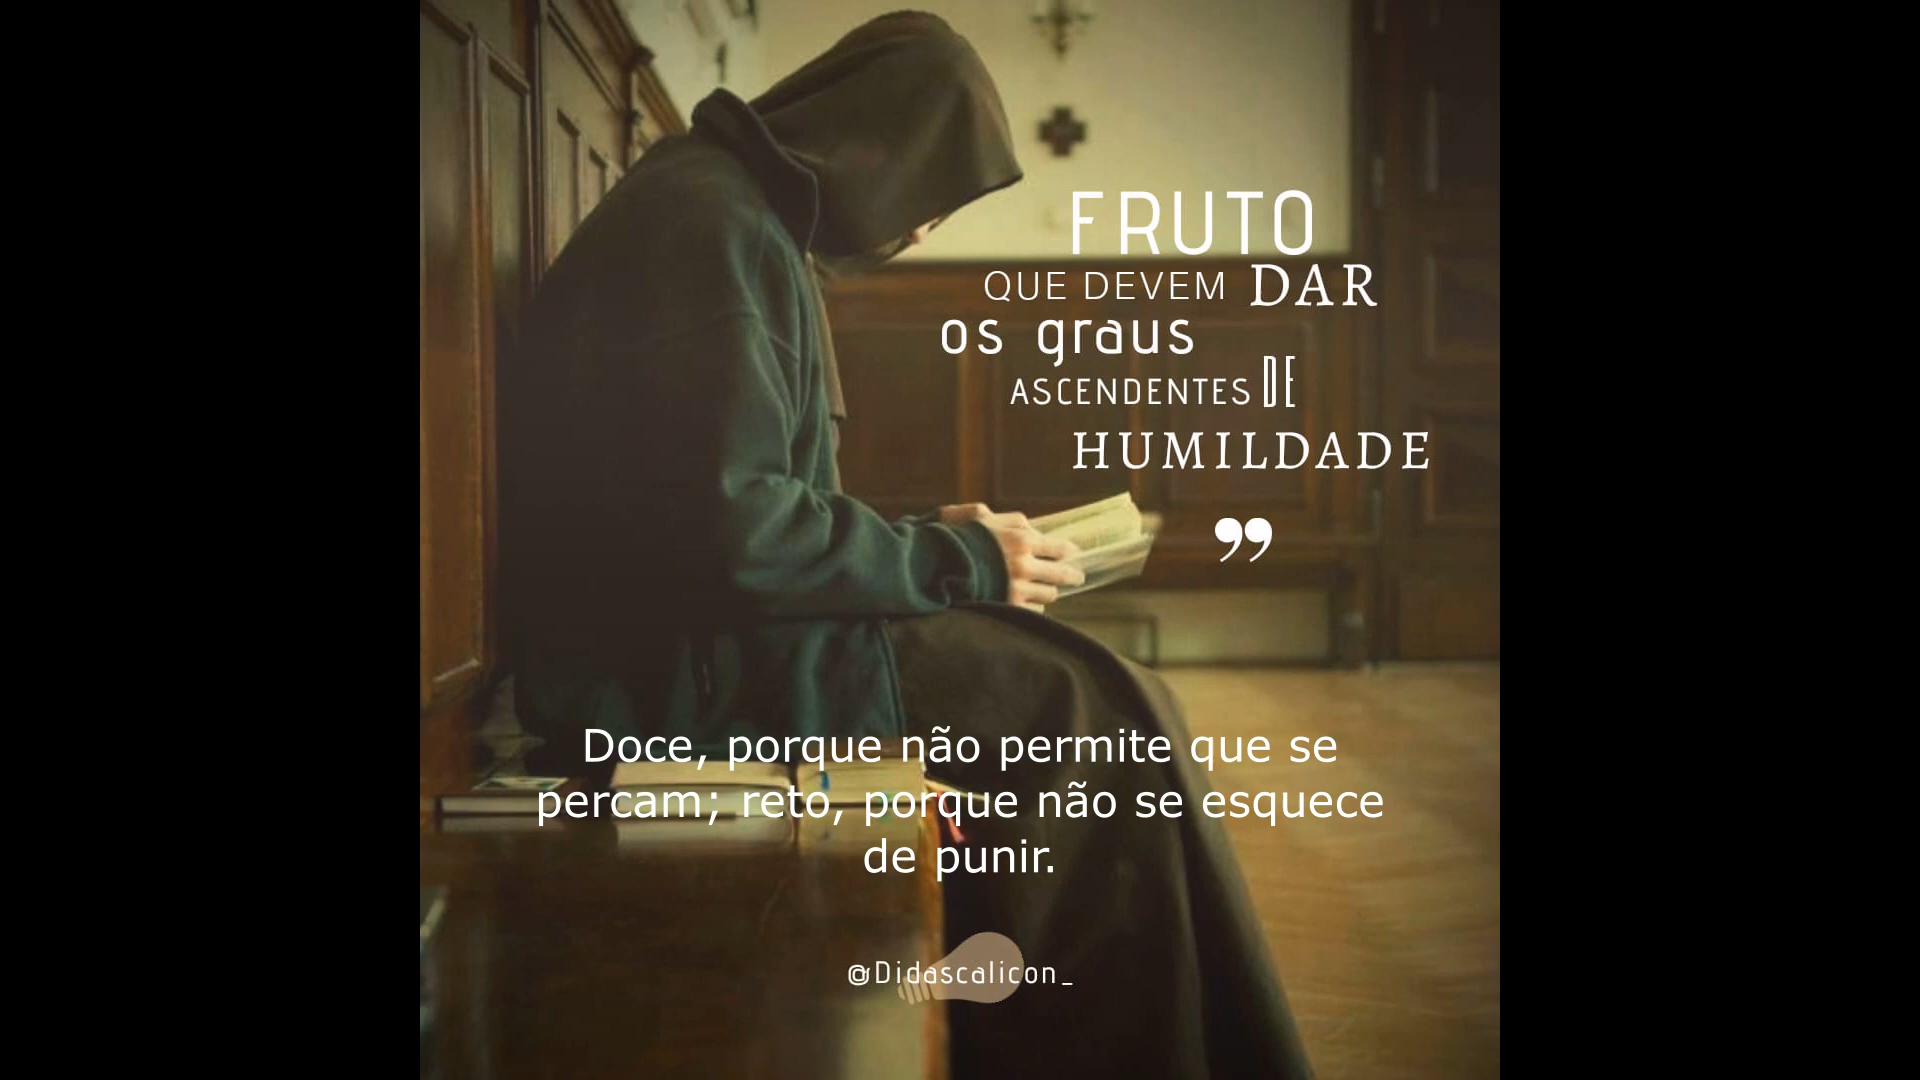 FRUTO
QUE DEVEM DAR
os graus
ASCENDENTES DE
HUMILDADE
”
Doce, porque não permite que se
percam; reto, porque não se esquece
de punir.
@Didascalicon_